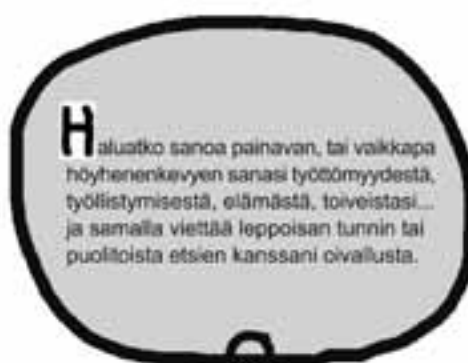 Haluatko sanoa painavan, tai vaikkapa
höyhenenkevyen sanasi työttömyydestä,
työllistymisestä, elämästä, toiveistasi...
ja samalla viettää leppoisan tunnin tai
puolitoista etsien kanssani oivallusta.